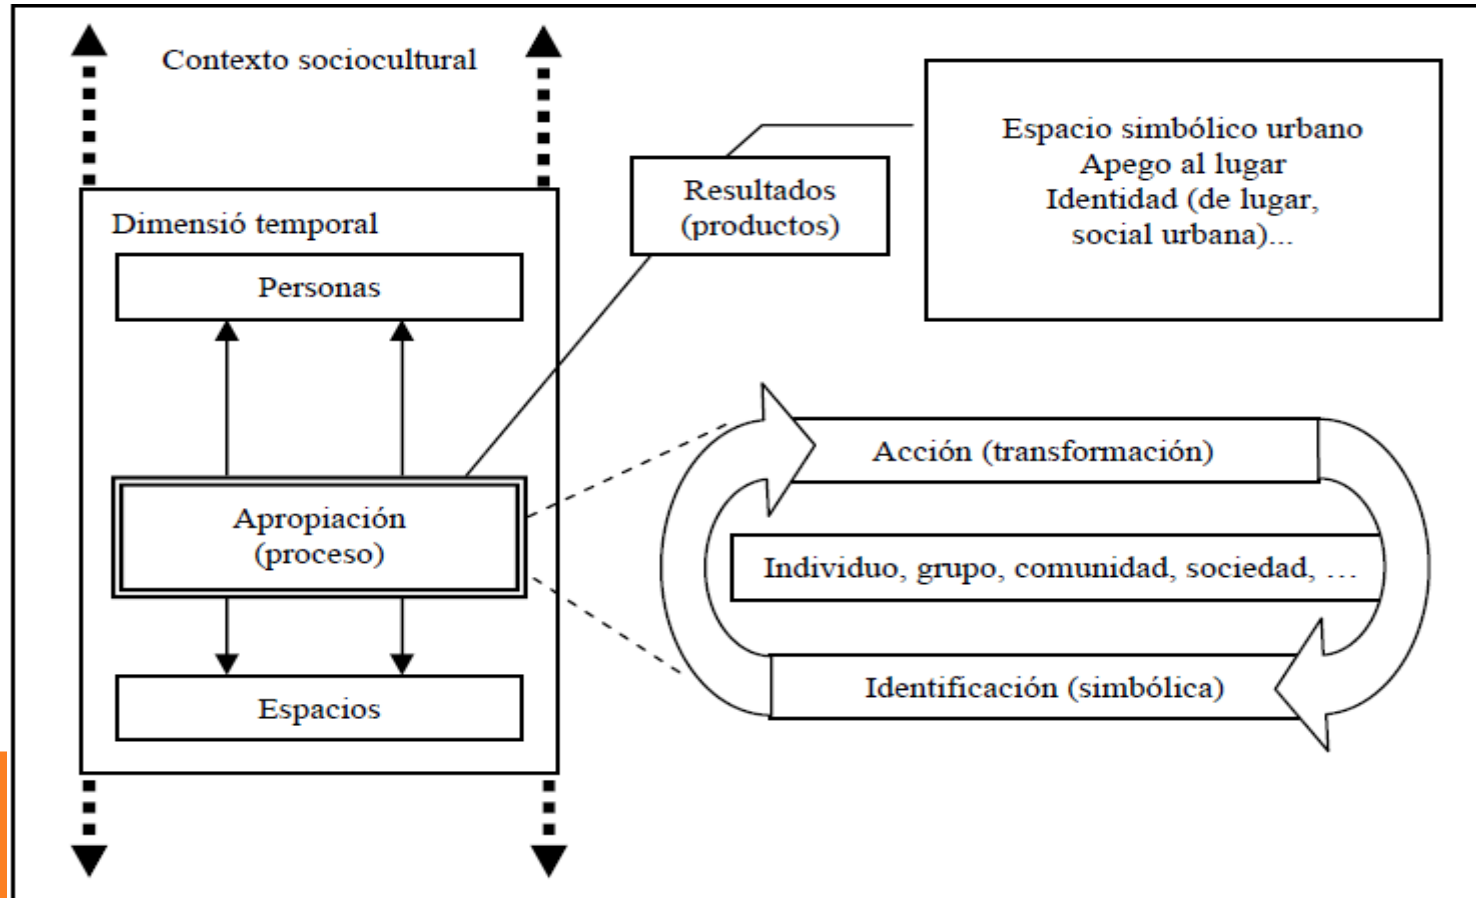 Contexto sociocultural
Dimensió temporal
Personas
Apropiación
(proceso)
Espacios
Resultados
(productos)
Espacio simbólico urbano
Apego al lugar
Identidad (de lugar,
social urbana)...
Acción (transformación)
Individuo, grupo, comunidad, sociedad, …
Identificación (simbólica)